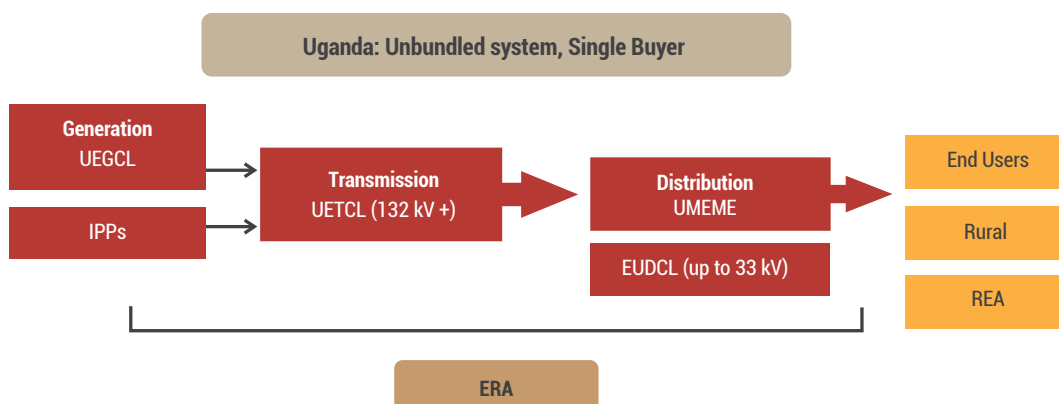 Uganda: Unbundled system, Single Buyer
Generation
UEGCL
IPPs
Transmission
UETCL (132 kV +)
Distribution
UMEME
EUDCL (up to 33 kV)
End Users
Rural
REA
ERA